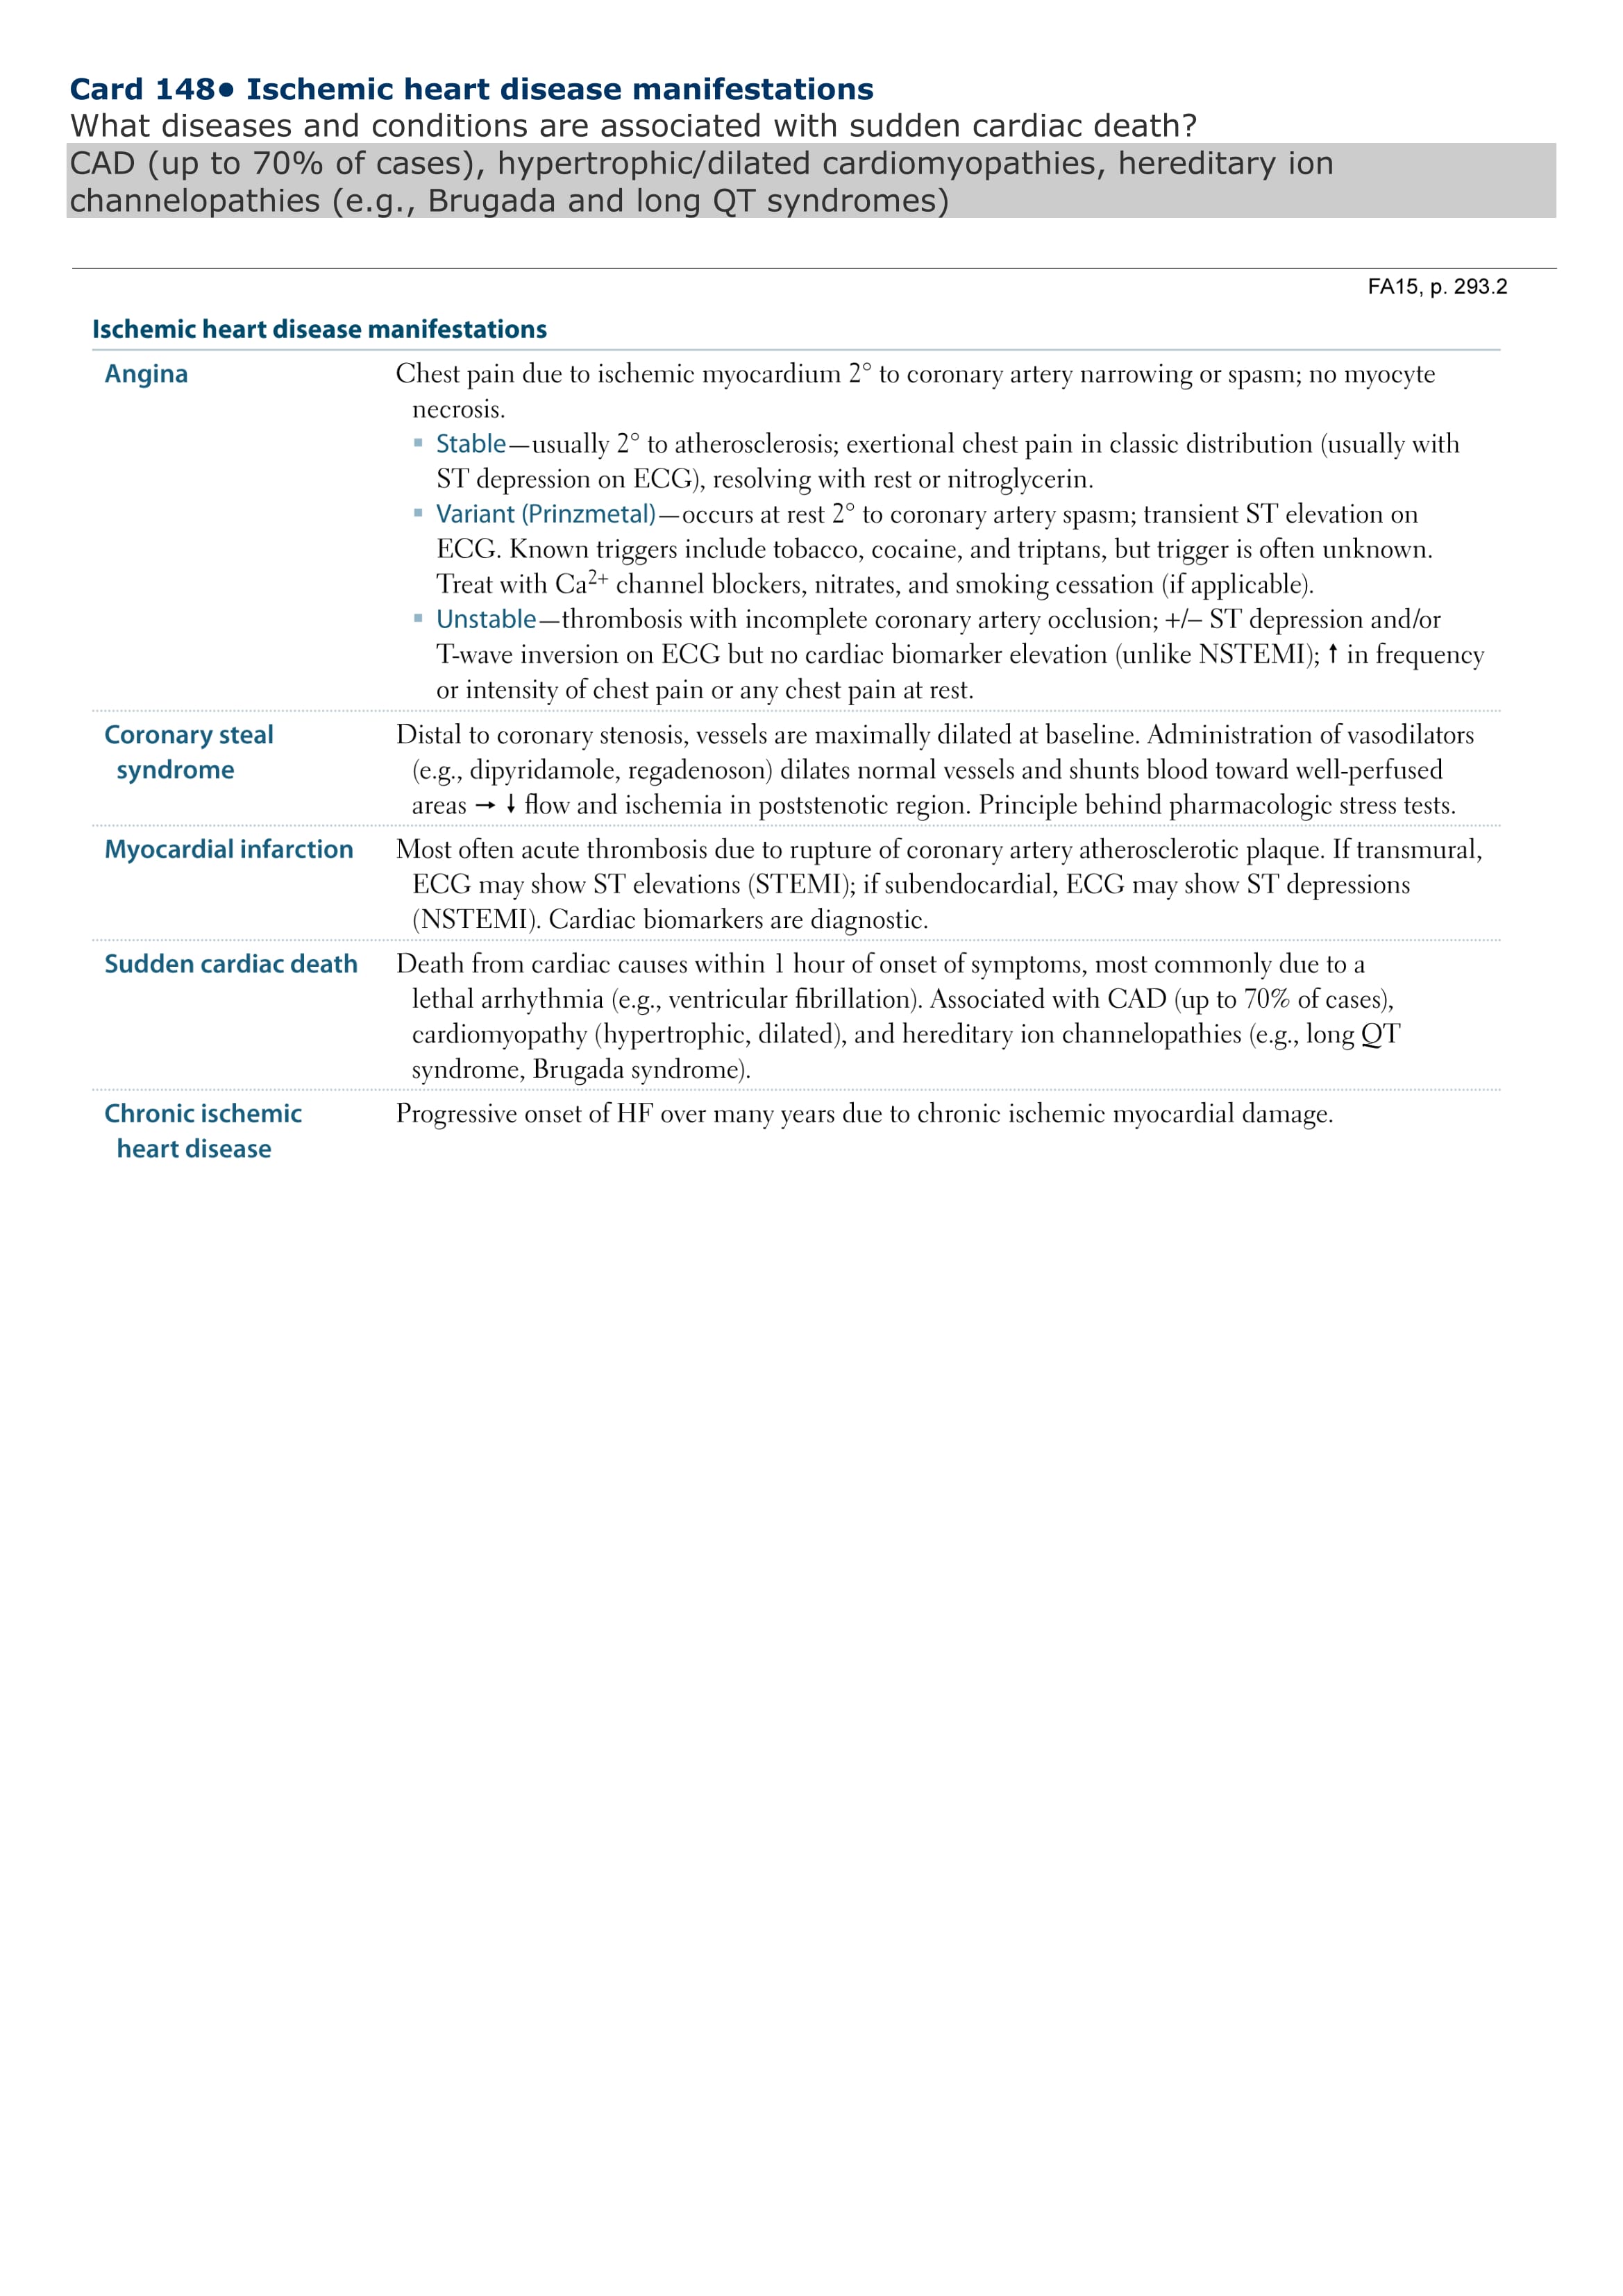 Card 148• Ischemic heart disease manifestations
What diseases and conditions are associated with sudden cardiac death?
CAD (up to 70% of cases), hypertrophic/dilated cardiomyopathies, hereditary ion
channelopathies (e.g., Brugada and long QT syndromes)
FA15, p. 293.2
Ischemic heart disease manifestations
Angina
Chest pain due to ischemic myocardium 2° to coronary artery narrowing or spasm; no myocyte
necrosis.
▪ Stable—usually 2° to atherosclerosis; exertional chest pain in classic distribution (usually with
ST depression on ECG), resolving with rest or nitroglycerin.
▪ Variant (Prinzmetal)—occurs at rest 2° to coronary artery spasm; transient ST elevation on
ECG. Known triggers include tobacco, cocaine, and triptans, but trigger is often unknown.
Treat with Ca²⁺ channel blockers, nitrates, and smoking cessation (if applicable).
▪ Unstable—thrombosis with incomplete coronary artery occlusion; +/– ST depression and/or
T-wave inversion on ECG but no cardiac biomarker elevation (unlike NSTEMI); ↑ in frequency
or intensity of chest pain or any chest pain at rest.
Coronary steal
syndrome
Distal to coronary stenosis, vessels are maximally dilated at baseline. Administration of vasodilators
(e.g., dipyridamole, regadenoson) dilates normal vessels and shunts blood toward well-perfused
areas → ↓ flow and ischemia in poststenotic region. Principle behind pharmacologic stress tests.
Myocardial infarction
Most often acute thrombosis due to rupture of coronary artery atherosclerotic plaque. If transmural,
ECG may show ST elevations (STEMI); if subendocardial, ECG may show ST depressions
(NSTEMI). Cardiac biomarkers are diagnostic.
Sudden cardiac death
Death from cardiac causes within 1 hour of onset of symptoms, most commonly due to a
lethal arrhythmia (e.g., ventricular fibrillation). Associated with CAD (up to 70% of cases),
cardiomyopathy (hypertrophic, dilated), and hereditary ion channelopathies (e.g., long QT
syndrome, Brugada syndrome).
Chronic ischemic
heart disease
Progressive onset of HF over many years due to chronic ischemic myocardial damage.